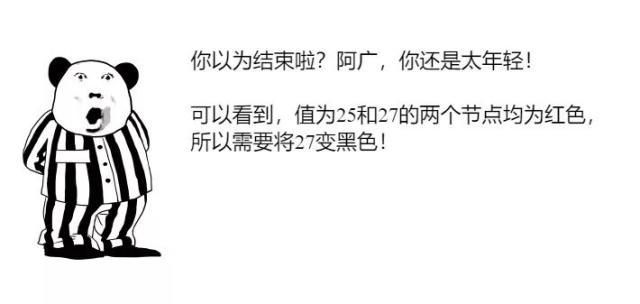 你以为结束啦？阿广，你还是太年轻！
可以看到，值为25和27的两个节点均为红色，
所以需要将27变黑色！